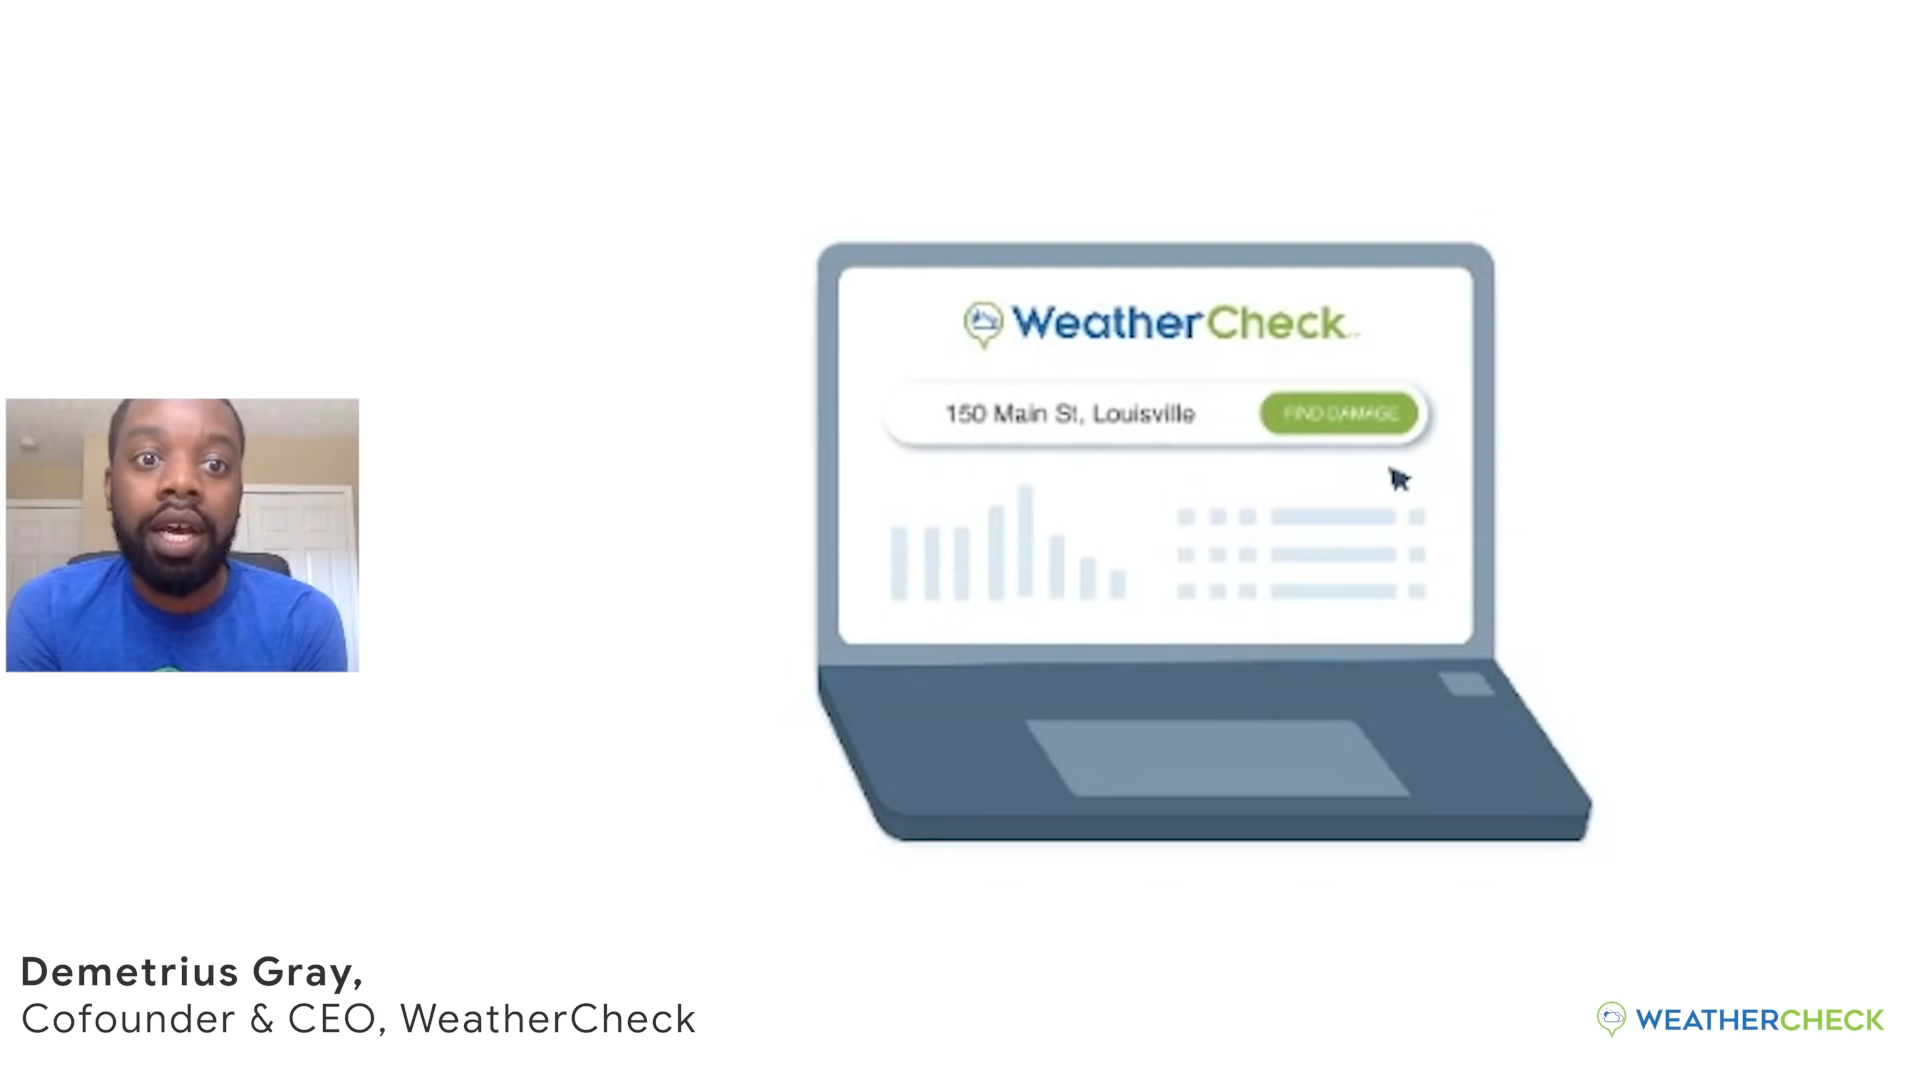 WeatherCheck
150 Main St, Louisville
FIND DAMAGE
Demetrius Gray,
Cofounder & CEO, WeatherCheck
WEATHERCHECK